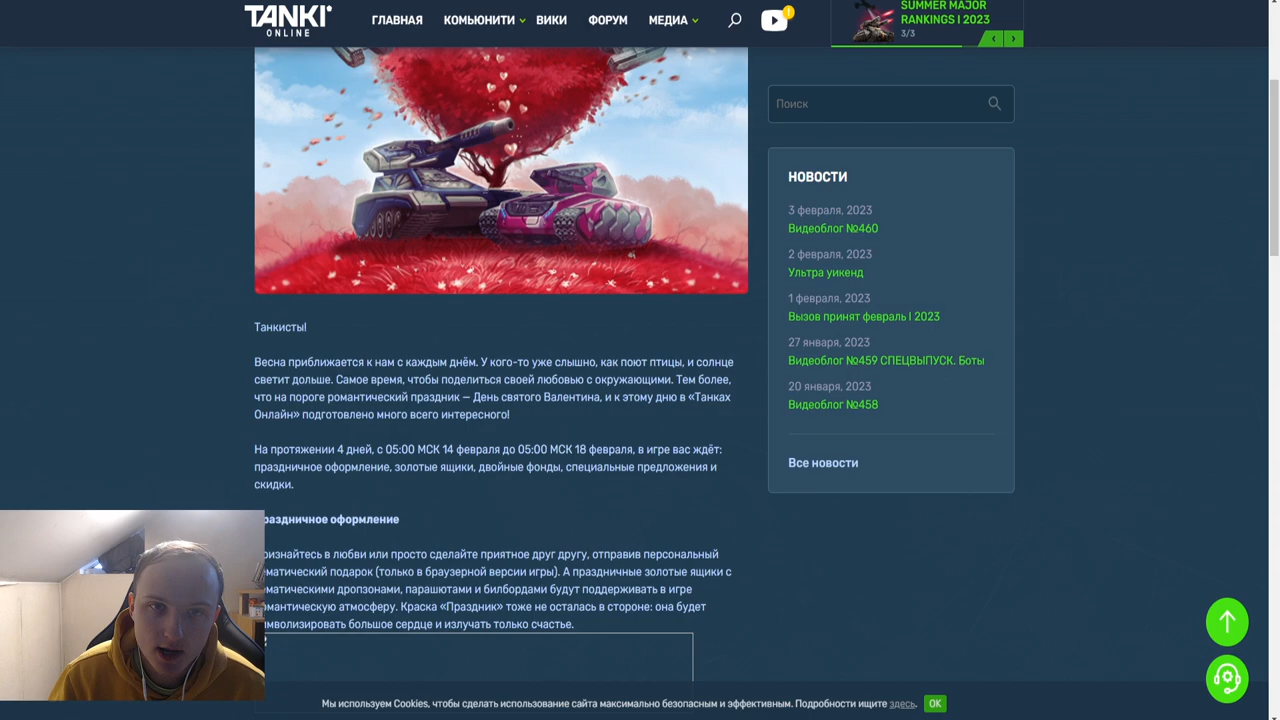 TANKI
ONLINE
ГЛАВНАЯ
КОМЬЮНИТИ
ВИКИ
ФОРУМ
МЕДИА
!
SUMMER MAJOR
RANKINGS I 2023
3/3
Поиск
НОВОСТИ
3 февраля, 2023
Видеоблог №460
2 февраля, 2023
Ультра уикенд
1 февраля, 2023
Вызов принят февраль I 2023
27 января, 2023
Видеоблог №459 СПЕЦВЫПУСК. Боты
20 января, 2023
Видеоблог №458
Все новости
Танкисты!
Весна приближается к нам с каждым днём. У кого-то уже слышно, как поют птицы, и солнце
светит дольше. Самое время, чтобы поделиться своей любовью с окружающими. Тем более,
что на пороге романтический праздник — День святого Валентина, и к этому дню в «Танках
Онлайн» подготовлено много всего интересного!
На протяжении 4 дней, с 05:00 МСК 14 февраля до 05:00 МСК 18 февраля, в игре вас ждёт:
праздничное оформление, золотые ящики, двойные фонды, специальные предложения и
скидки.
раздничное оформление
ризнайтесь в любви или просто сделайте приятное друг другу, отправив персональный
матический подарок (только в браузерной версии игры). А праздничные золотые ящики с
матическими дропзонами, парашютами и билбордами будут поддерживать в игре
омантическую атмосферу. Краска «Праздник» тоже не осталась в стороне: она будет
имволизировать большое сердце и излучать только счастье.
Мы используем Cookies, чтобы сделать использование сайта максимально безопасным и эффективным. Подробности ищите здесь.
OK